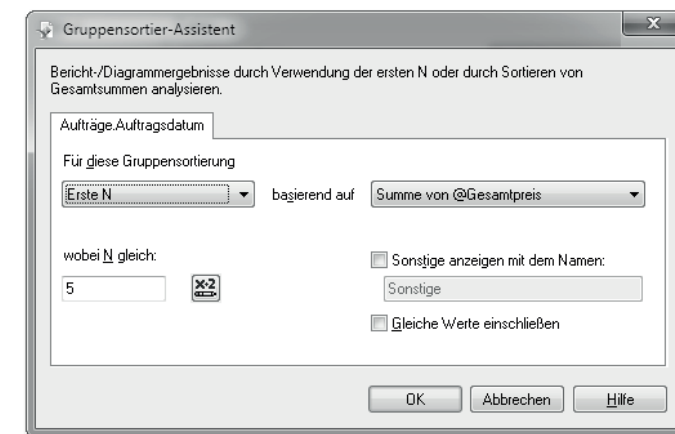 Gruppensortier-Assistent
x
Bericht-/Diagrammergebnisse durch Verwendung der ersten N oder durch Sortieren von
Gesamtsummen analysieren.
Aufträge.Auftragsdatum
Für diese Gruppensortierung
Erste N basierend auf Summe von @Gesamtpreis
wobei N gleich: Sonstige anzeigen mit dem Namen:
5 X·2 Sonstige
Gleiche Werte einschließen
OK Abbrechen Hilfe